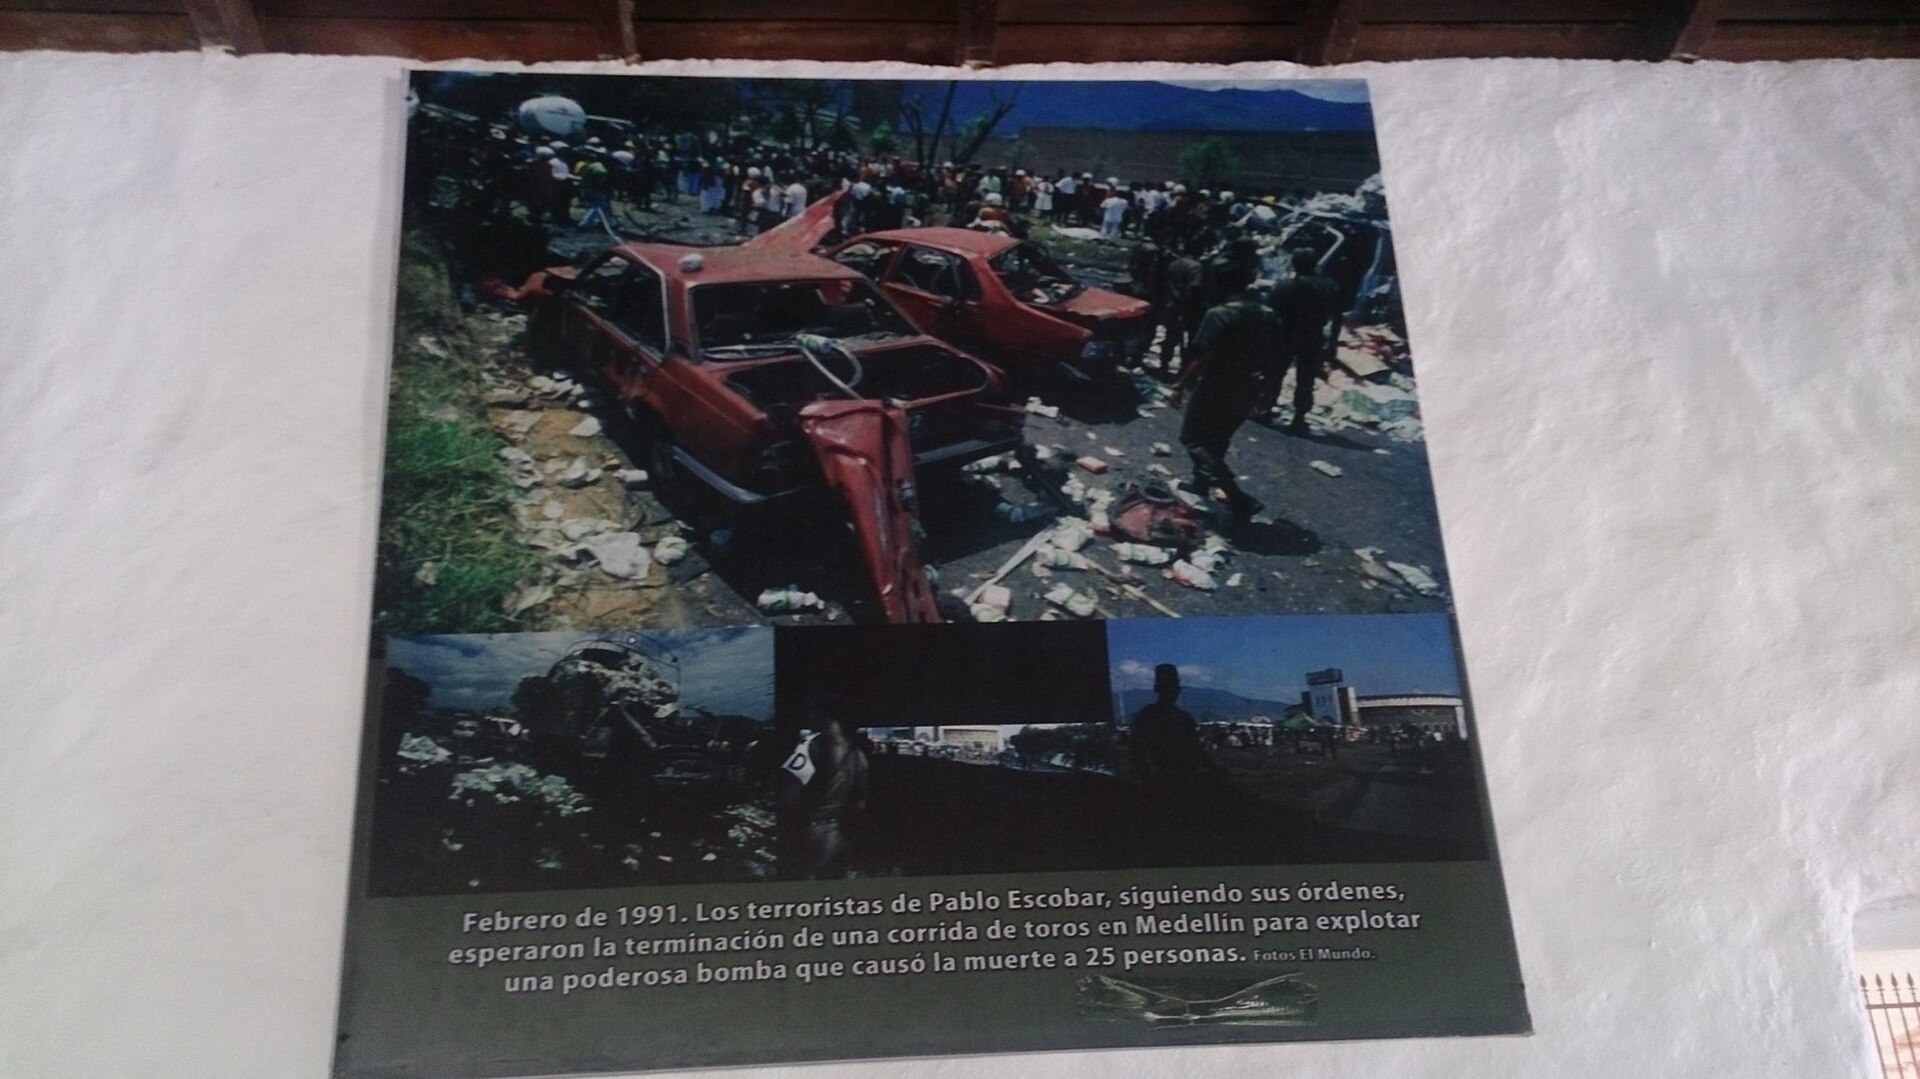 Febrero de 1991. Los terroristas de Pablo Escobar, siguiendo sus órdenes,
esperaron la terminación de una corrida de toros en Medellín para explotar
una poderosa bomba que causó la muerte a 25 personas. Fotos El Mundo.